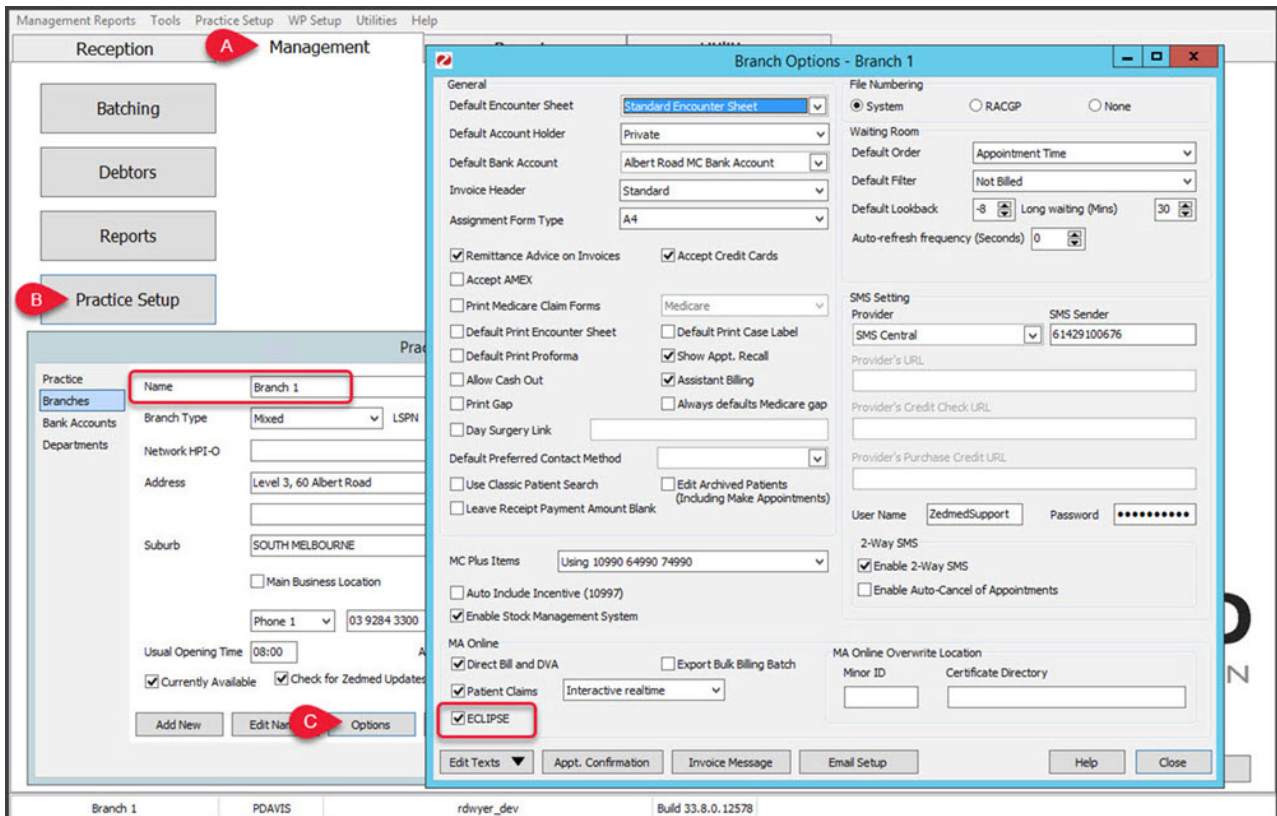 Management Reports Tools Practice Setup WP Setup Utilities Help
Reception
A
Management
Batching
Debtors
Reports
B
Practice Setup
Practice
Branches
Bank Accounts
Departments
Name Branch 1
Branch Type Mixed LSPN
Network HPI-O
Address Level 3, 60 Albert Road
Suburb SOUTH MELBOURNE
Main Business Location
Phone 1 03 9284 3300
Usual Opening Time 08:00 A
Currently Available Check for Zedmed Updates
Add New
C
Options
Branch Options - Branch 1
General
Default Encounter Sheet Standard Encounter Sheet
Default Account Holder Private
Default Bank Account Albert Road MC Bank Account
Invoice Header Standard
Assignment Form Type A4
Remittance Advice on Invoices Accept Credit Cards
Accept AMEX
Print Medicare Claim Forms Medicare
Default Print Encounter Sheet Default Print Case Label
Default Print Proforma Show Appt. Recall
Allow Cash Out Assistant Billing
Print Gap Always defaults Medicare gap
Day Surgery Link
Default Preferred Contact Method
Use Classic Patient Search Edit Archived Patients
(Including Make Appointments)
Leave Receipt Payment Amount Blank
MC Plus Items Using 10990 64990 74990
Auto Include Incentive (10997)
Enable Stock Management System
MA Online
Direct Bill and DVA Export Bulk Billing Batch
Patient Claims Interactive realtime
ECLIPSE
File Numbering
System RACGP None
Waiting Room
Default Order Appointment Time
Default Filter Not Billed
Default Lookback -8 Long waiting (Mins) 30
Auto-refresh frequency (Seconds) 0
SMS Setting
Provider SMS Sender
SMS Central 61429100676
Provider's URL
Provider's Credit Check URL
Provider's Purchase Credit URL
User Name ZedmedSupport Password
2-Way SMS
Enable 2-Way SMS
Enable Auto-Cancel of Appointments
MA Online Overwrite Location
Minor ID Certificate Directory
Edit Texts Appt. Confirmation Invoice Message Email Setup Help Close
Branch 1 PDAVIS rdwyer_dev Build 33.8.0.12578